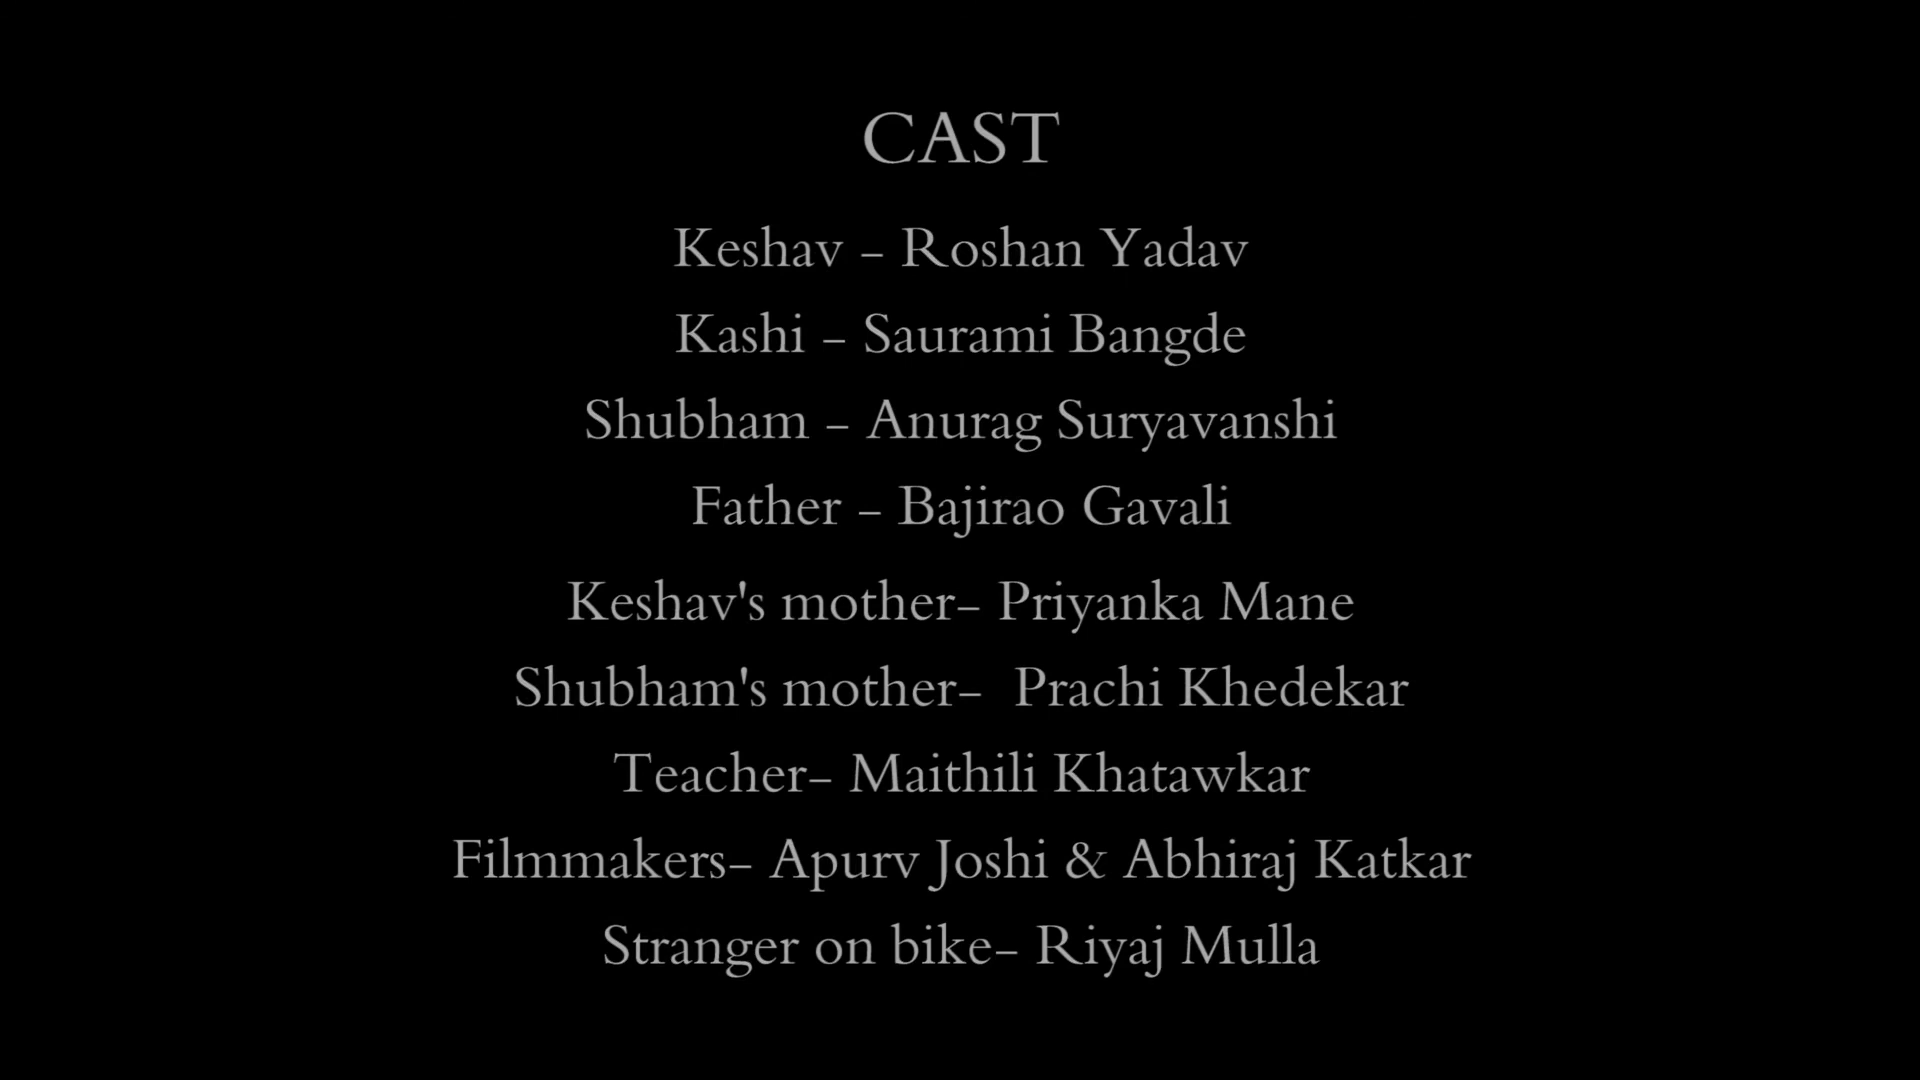 CAST
Keshav - Roshan Yadav
Kashi - Saurami Bangde
Shubham - Anurag Suryavanshi
Father - Bajirao Gavali
Keshav's mother- Priyanka Mane
Shubham's mother-  Prachi Khedekar
Teacher- Maithili Khatawkar
Filmmakers- Apurv Joshi & Abhiraj Katkar
Stranger on bike- Riyaj Mulla